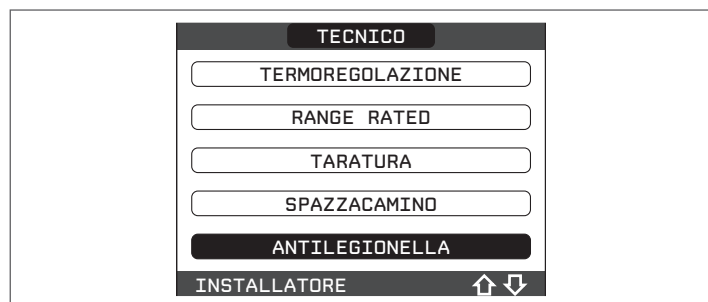 TECNICO
TERMOREGOLAZIONE
RANGE RATED
TARATURA
SPAZZACAMINO
ANTILEGIONELLA
INSTALLATORE